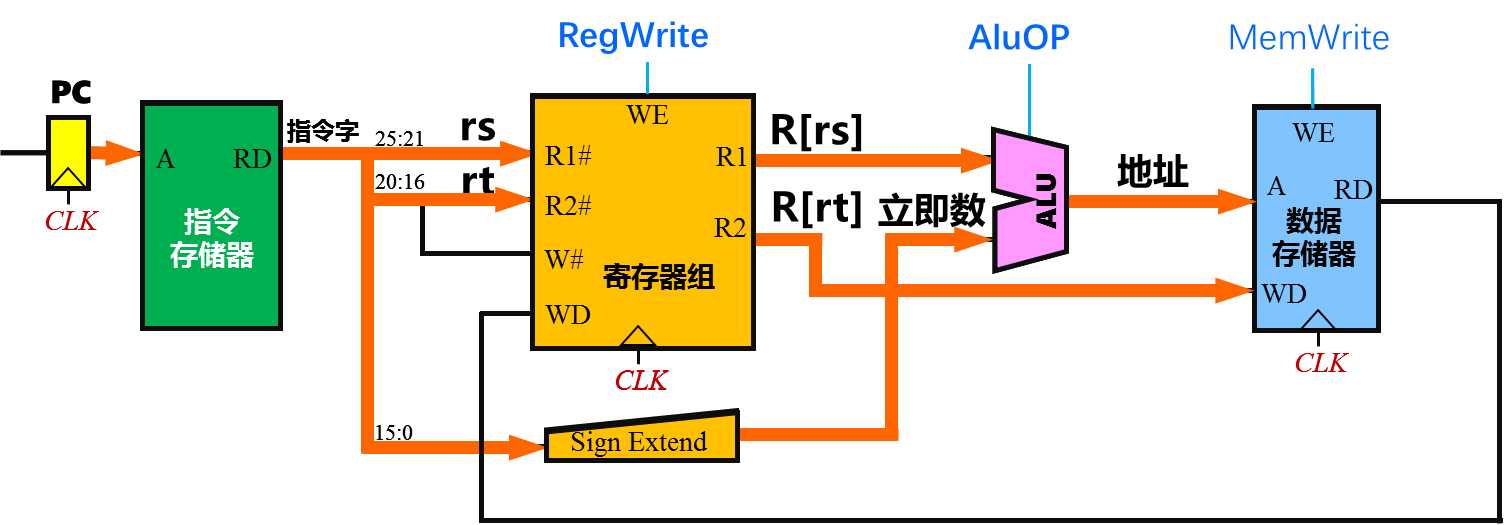 RegWrite
AluOP
MemWrite
PC
CLK
A
RD
指令
存储器
指令字
25:21
rs
20:16
rt
15:0
WE
R1#
R1
R2#
R2
W#
寄存器组
WD
CLK
Sign Extend
R[rs]
R[rt]
立即数
ALU
地址
WE
A
RD
数据
存储器
WD
CLK